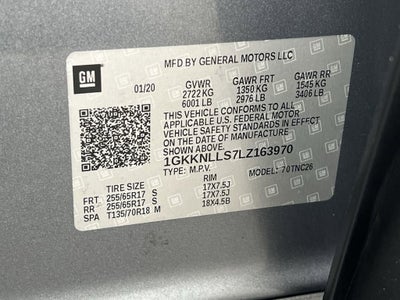 GM
MFD BY GENERAL MOTORS LLC
01/20 GVWR GAWR FRT GAWR RR
2722 KG 1350 KG 1545 KG
6001 LB 2976 LB 3406 LB
THIS VEHICLE CONFORMS TO ALL APPLICABLE
U.S. FEDERAL MOTOR VEHICLE SAFETY STANDARDS IN EFFECT
ON THE DATE OF MANUFACTURE SHOWN ABOVE.
1GKKNLLS7LZ163970
TYPE: M.P.V. MODEL: 70TNC26
TIRE SIZE RIM
FRT 255/65R17 S 17X7.5J
RR 255/65R17 S 17X7.5J
SPA T135/70R18 M 18X4.5B